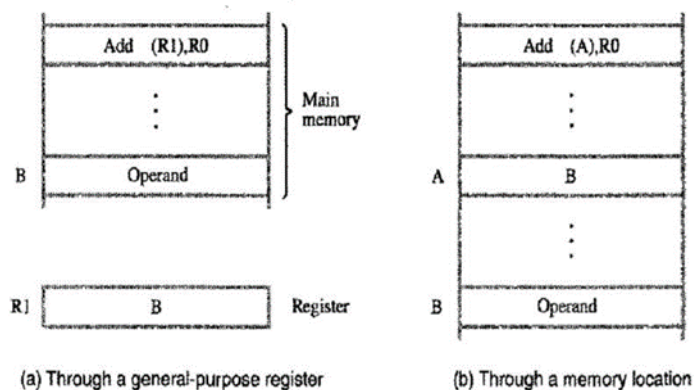 Add (R1),R0
Main
memory
B
Operand
R1
B
Register
(a) Through a general-purpose register
Add (A),R0
A
B
B
Operand
(b) Through a memory location